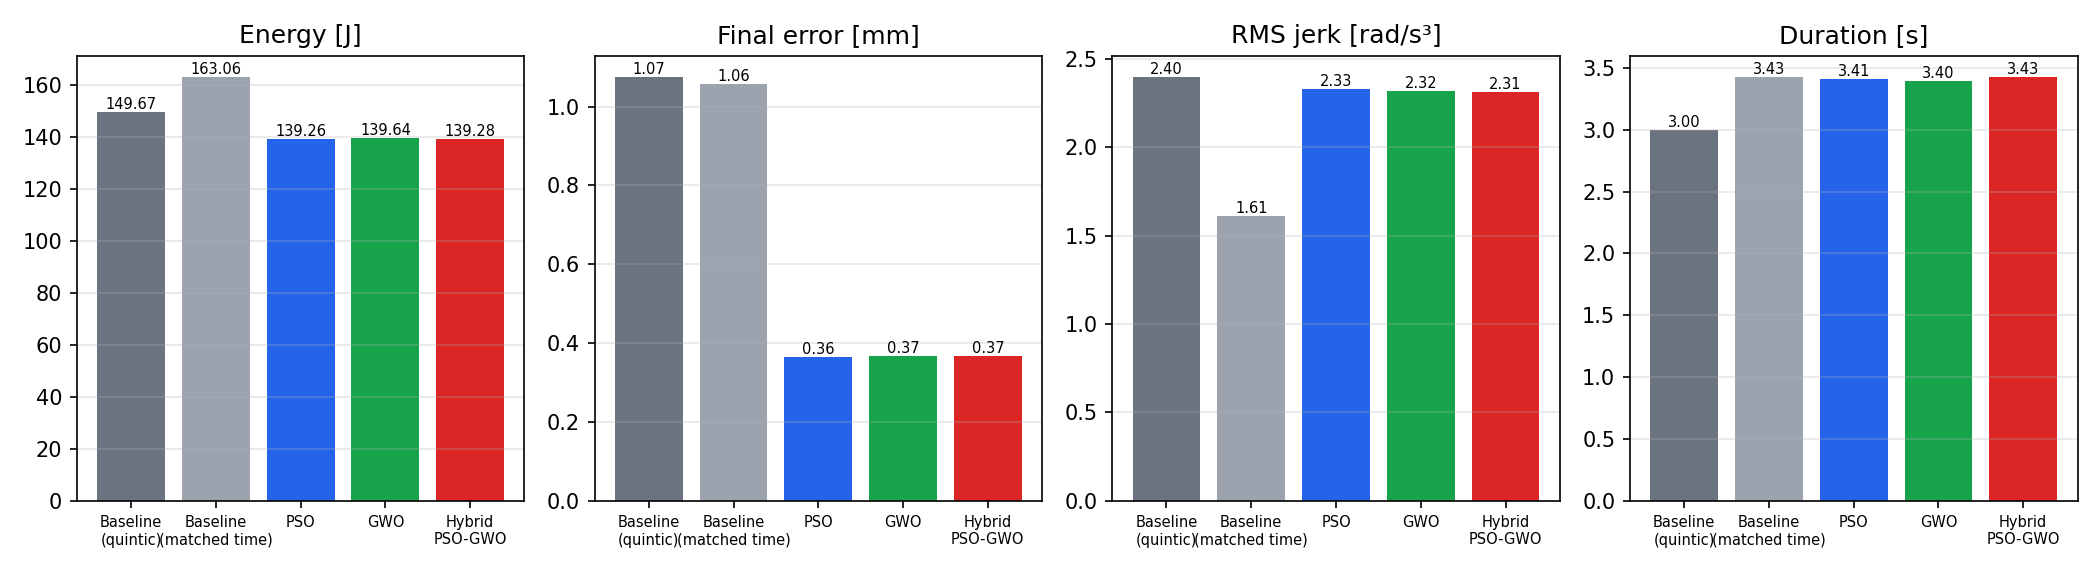 Energy [J]
160
140
120
100
80
60
40
20
0
149.67
163.06
139.26
139.64
139.28
Baseline
(quintic)
Baseline
(matched time)
PSO
GWO
Hybrid
PSO-GWO
Final error [mm]
1.0
0.8
0.6
0.4
0.2
0.0
1.07
1.06
0.36
0.37
0.37
Baseline
(quintic)
Baseline
(matched time)
PSO
GWO
Hybrid
PSO-GWO
RMS jerk [rad/s³]
2.5
2.0
1.5
1.0
0.5
0.0
2.40
1.61
2.33
2.32
2.31
Baseline
(quintic)
Baseline
(matched time)
PSO
GWO
Hybrid
PSO-GWO
Duration [s]
3.5
3.0
2.5
2.0
1.5
1.0
0.5
0.0
3.00
3.43
3.41
3.40
3.43
Baseline
(quintic)
Baseline
(matched time)
PSO
GWO
Hybrid
PSO-GWO